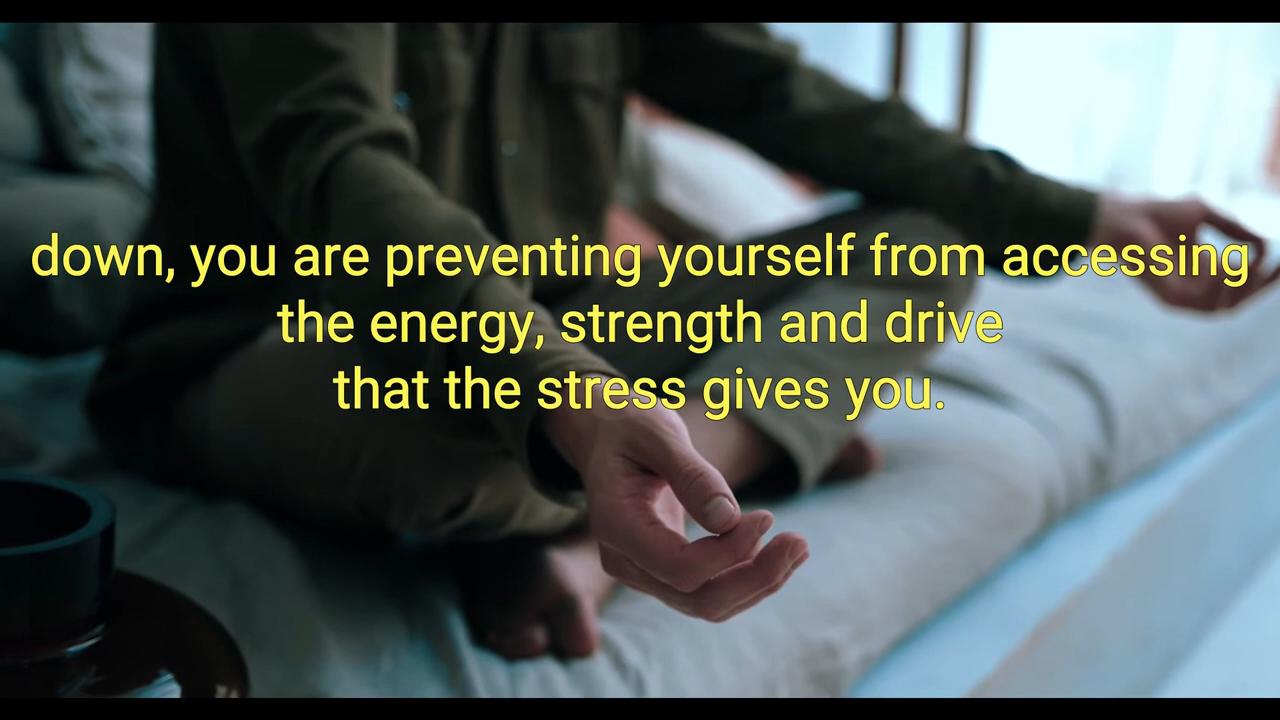 down, you are preventing yourself from accessing
the energy, strength and drive
that the stress gives you.